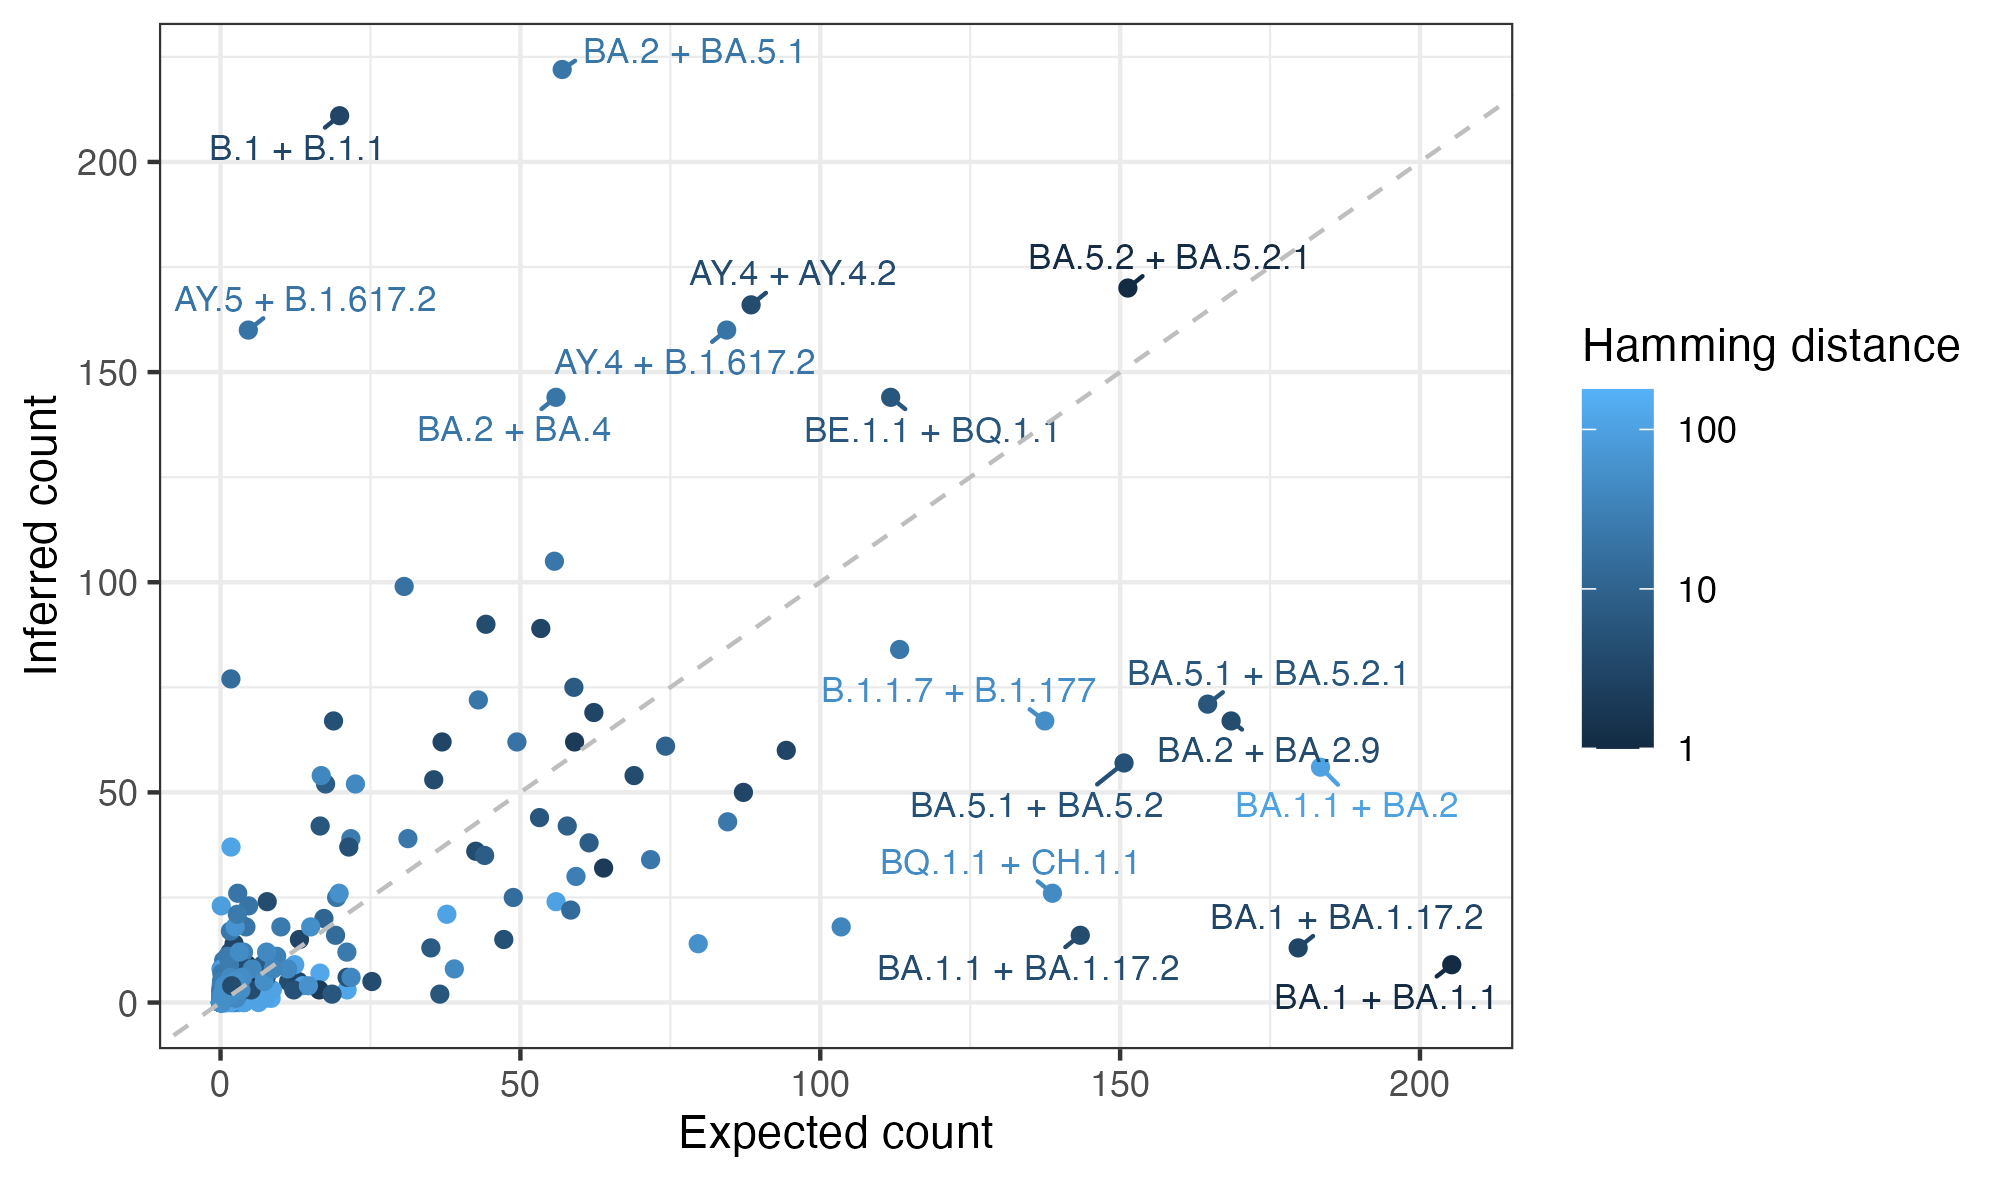 BA.2 + BA.5.1
B.1 + B.1.1
200
BA.5.2 + BA.5.2.1
AY.4 + AY.4.2
AY.5 + B.1.617.2
AY.4 + B.1.617.2
150
BA.2 + BA.4
BE.1.1 + BQ.1.1
Inferred count
100
BA.5.1 + BA.5.2.1
B.1.1.7 + B.1.177
BA.2 + BA.2.9
50
BA.5.1 + BA.5.2
BA.1.1 + BA.2
BQ.1.1 + CH.1.1
BA.1 + BA.1.17.2
BA.1.1 + BA.1.17.2
BA.1 + BA.1.1
0
0 50 100 150 200
Expected count
Hamming distance
100
10
1